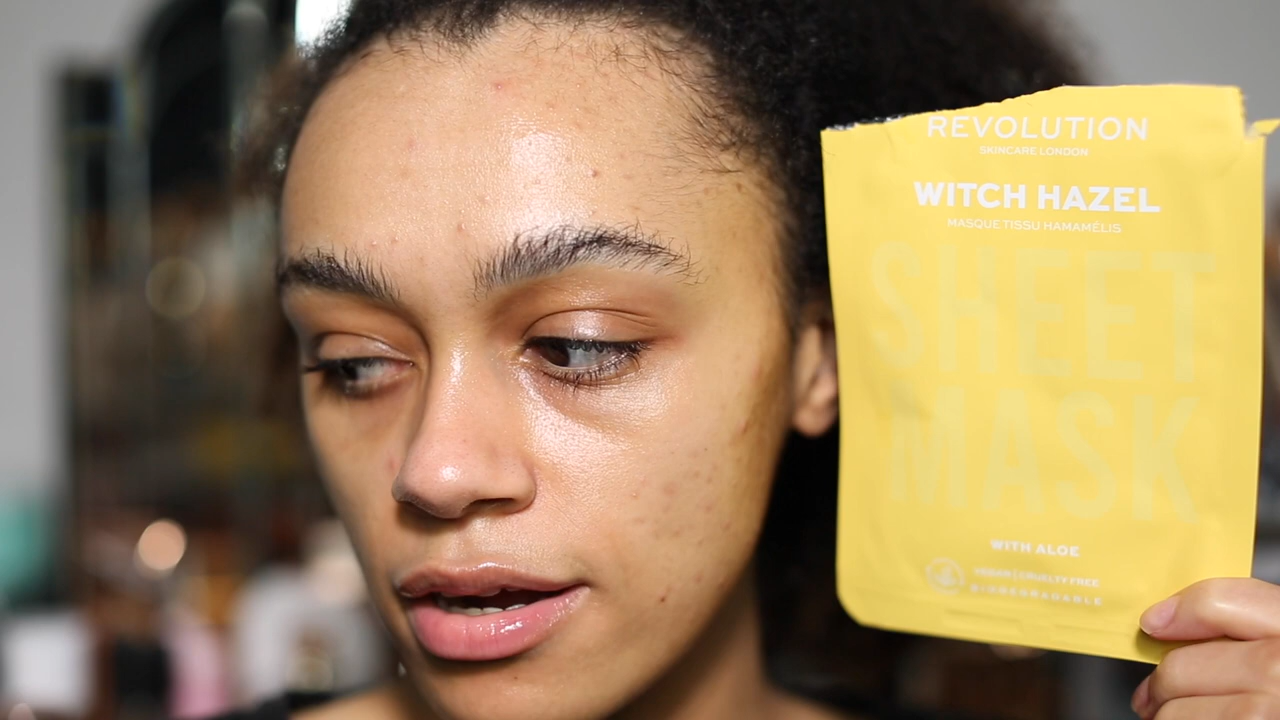 REVOLUTION
SKINCARE LONDON
WITCH HAZEL
MASQUE TISSU HAMAMÉLIS
SHEET
MASK
WITH ALOE
VEGAN | CRUELTY FREE
BIODEGRADABLE